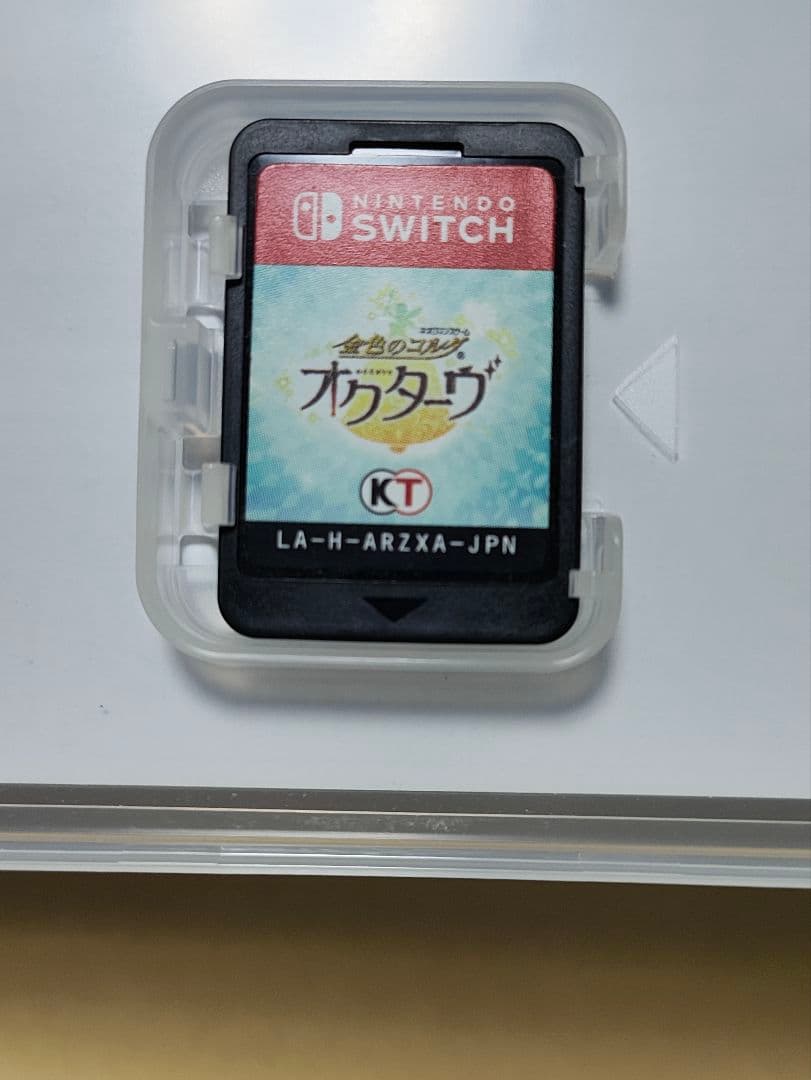 NINTENDO
SWITCH
ネオロマンスゲーム
金色のコルダ
オクターヴ
KT
LA-H-ARZXA-JPN